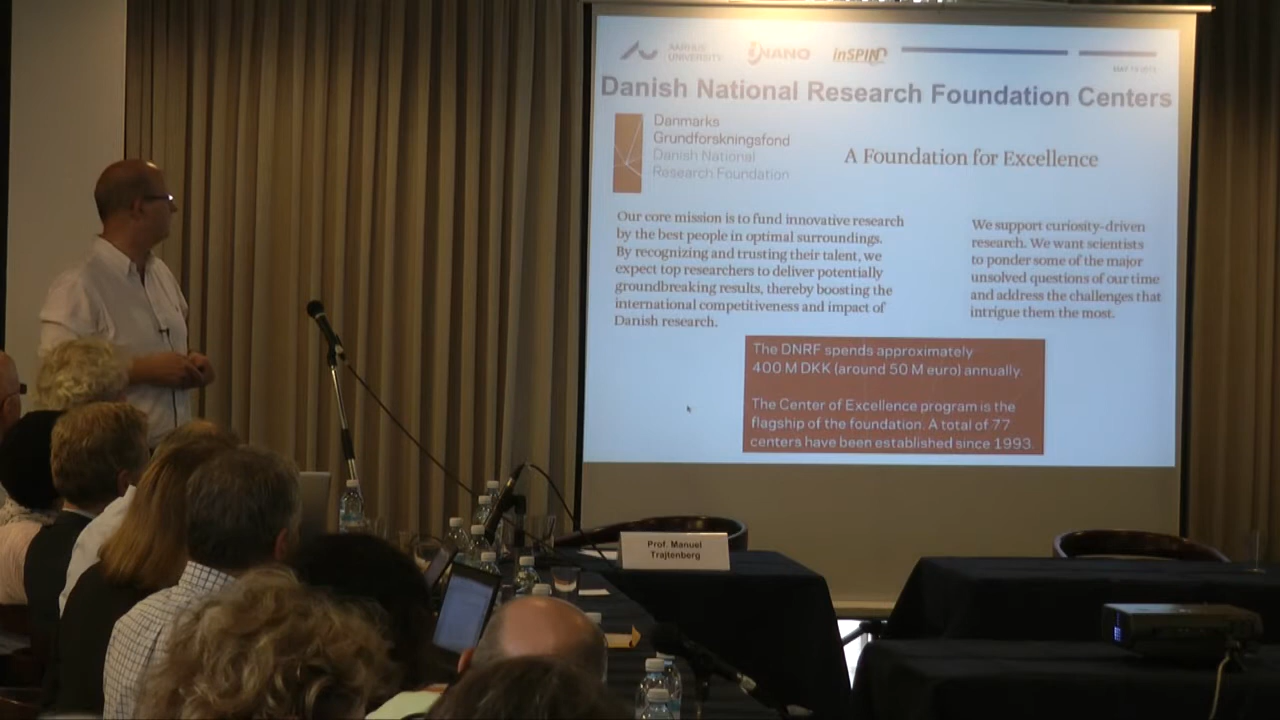 AARHUS
UNIVERSITY
iNANO
inSPIN
MAY 15 2013
Danish National Research Foundation Centers
Danmarks
Grundforskningsfond
Danish National
Research Foundation
A Foundation for Excellence
Our core mission is to fund innovative research
by the best people in optimal surroundings.
By recognizing and trusting their talent, we
expect top researchers to deliver potentially
groundbreaking results, thereby boosting the
international competitiveness and impact of
Danish research.
We support curiosity-driven
research. We want scientists
to ponder some of the major
unsolved questions of our time
and address the challenges that
intrigue them the most.
The DNRF spends approximately
400 M DKK (around 50 M euro) annually.
The Center of Excellence program is the
flagship of the foundation. A total of 77
centers have been established since 1993.
Prof. Manuel
Trajtenberg